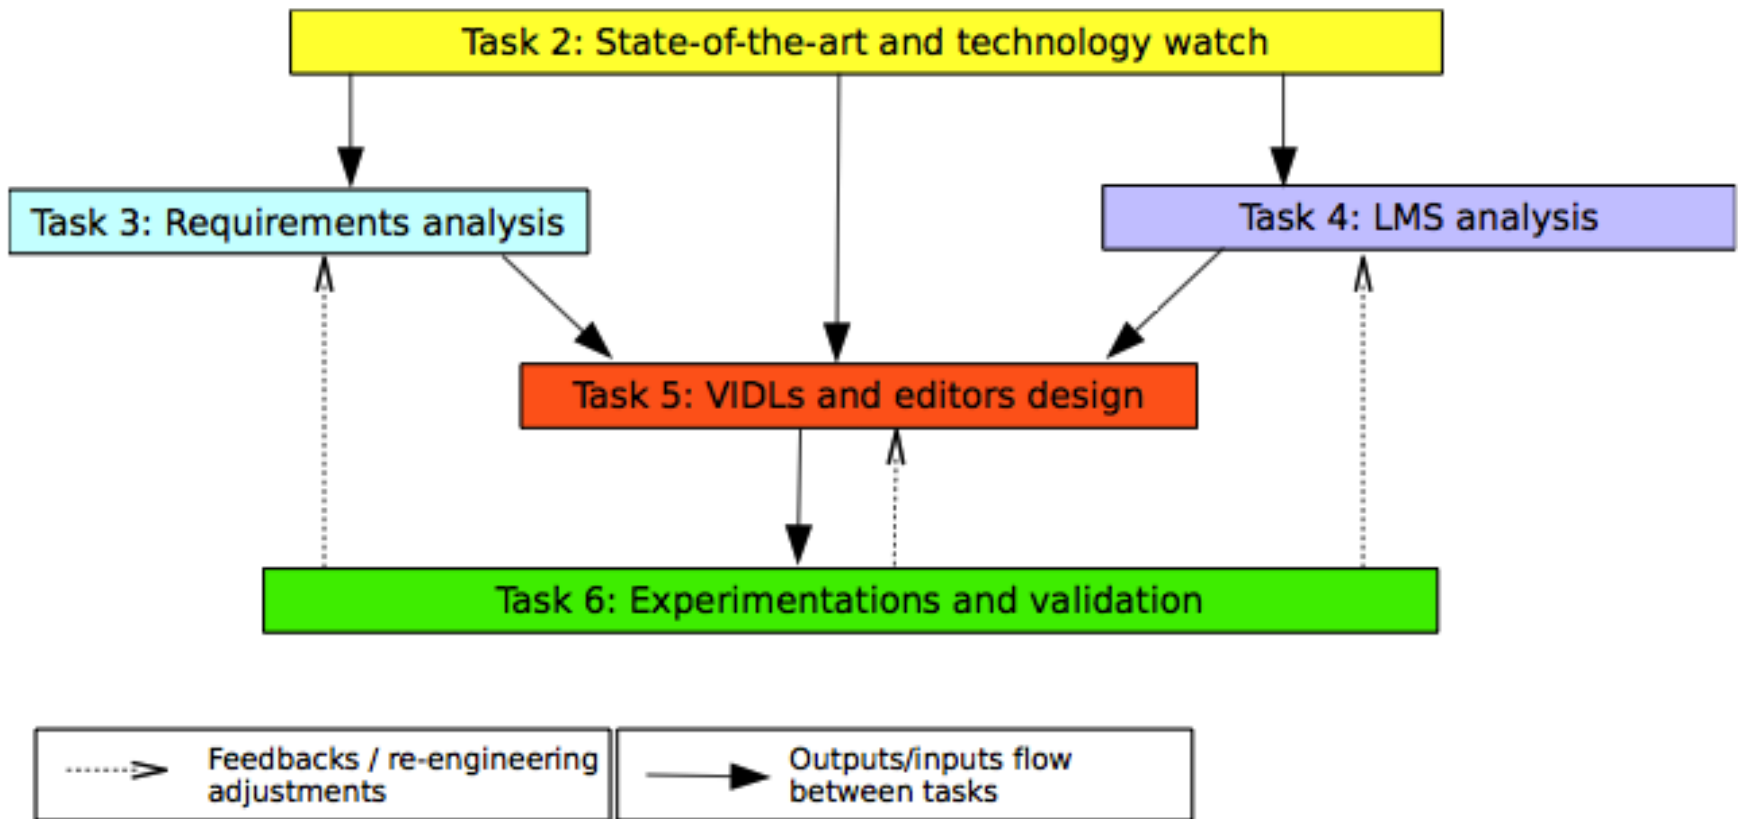 Task 2: State-of-the-art and technology watch
Task 3: Requirements analysis
Task 4: LMS analysis
Task 5: VIDLs and editors design
Task 6: Experimentations and validation
Feedbacks / re-engineering
adjustments
Outputs/inputs flow
between tasks